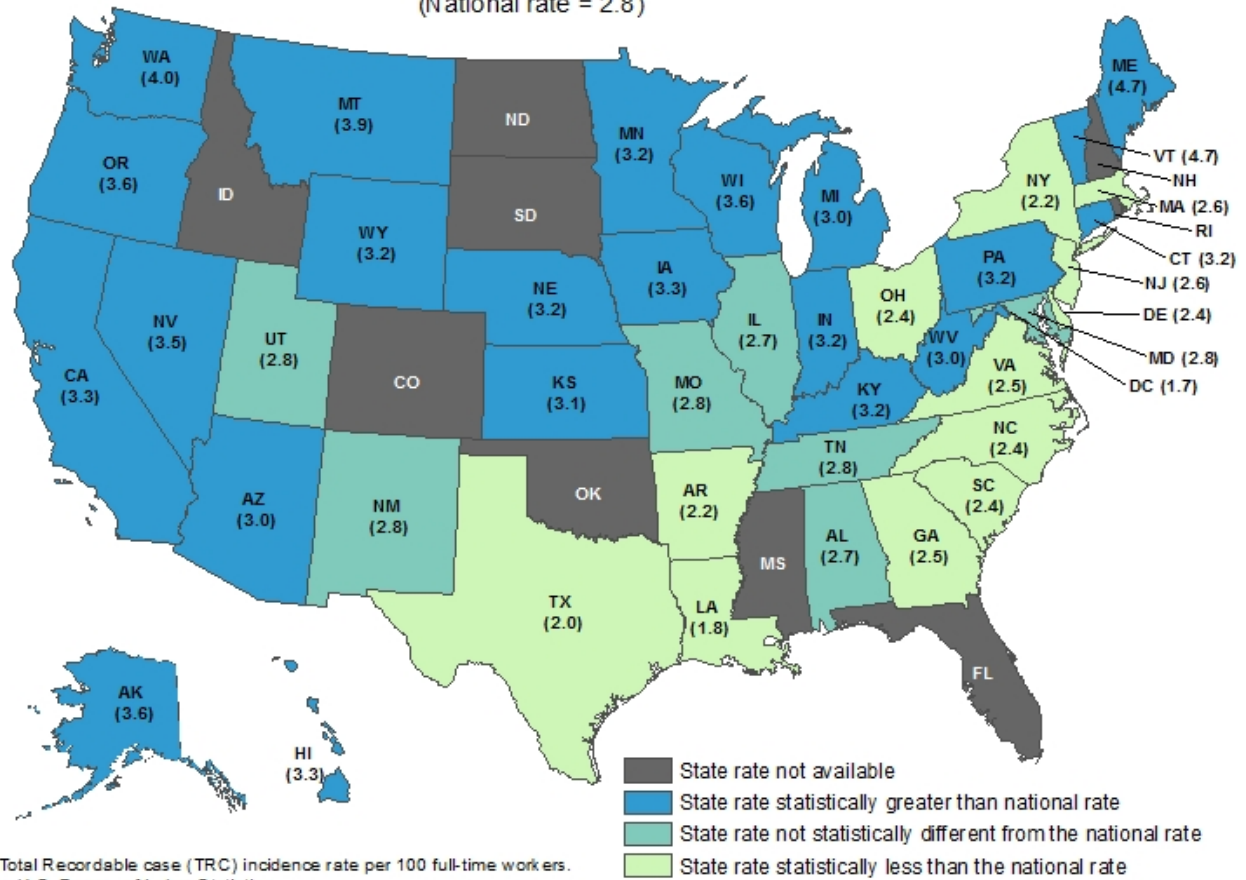 (National rate = 2.8)
WA
(4.0)
MT
(3.9)
ND
MN
(3.2)
ME
(4.7)
OR
(3.6)
ID
SD
WI
(3.6)
MI
(3.0)
NY
(2.2)
VT (4.7)
NH
MA (2.6)
RI
CT (3.2)
NJ (2.6)
DE (2.4)
MD (2.8)
DC (1.7)
WY
(3.2)
IA
(3.3)
PA
(3.2)
NE
(3.2)
NV
(3.5)
UT
(2.8)
IL
(2.7)
IN
(3.2)
OH
(2.4)
WV
(3.0)
VA
(2.5)
CA
(3.3)
CO
KS
(3.1)
MO
(2.8)
KY
(3.2)
NC
(2.4)
TN
(2.8)
AZ
(3.0)
NM
(2.8)
OK
AR
(2.2)
SC
(2.4)
MS
AL
(2.7)
GA
(2.5)
TX
(2.0)
LA
(1.8)
FL
AK
(3.6)
HI
(3.3)
State rate not available
State rate statistically greater than national rate
State rate not statistically different from the national rate
State rate statistically less than the national rate
Total Recordable case (TRC) incidence rate per 100 full-time workers.